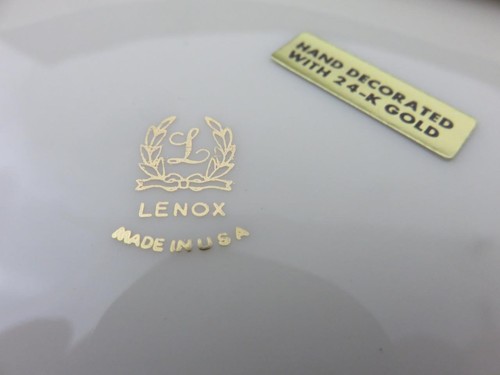 HAND DECORATED
WITH 24-K GOLD
L
LENOX
MADE IN U S A